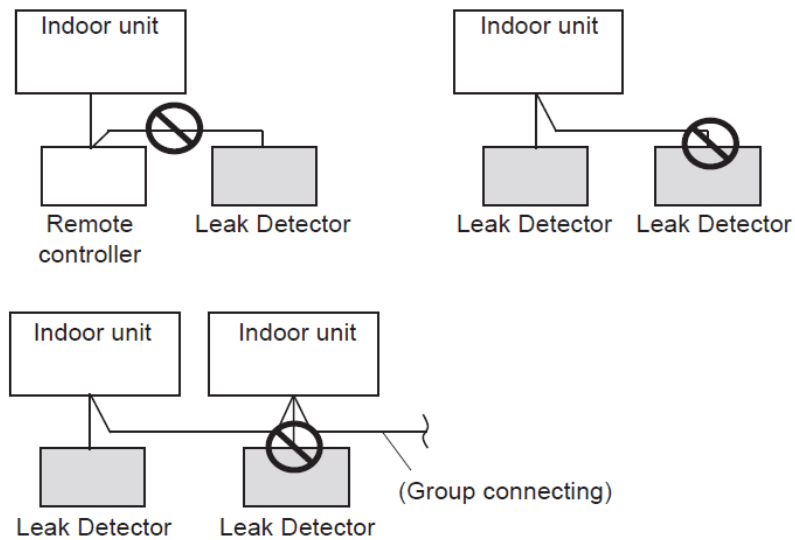 Indoor unit
Indoor unit
Remote
controller
Leak Detector
Leak Detector
Leak Detector
Indoor unit
Indoor unit
(Group connecting)
Leak Detector
Leak Detector